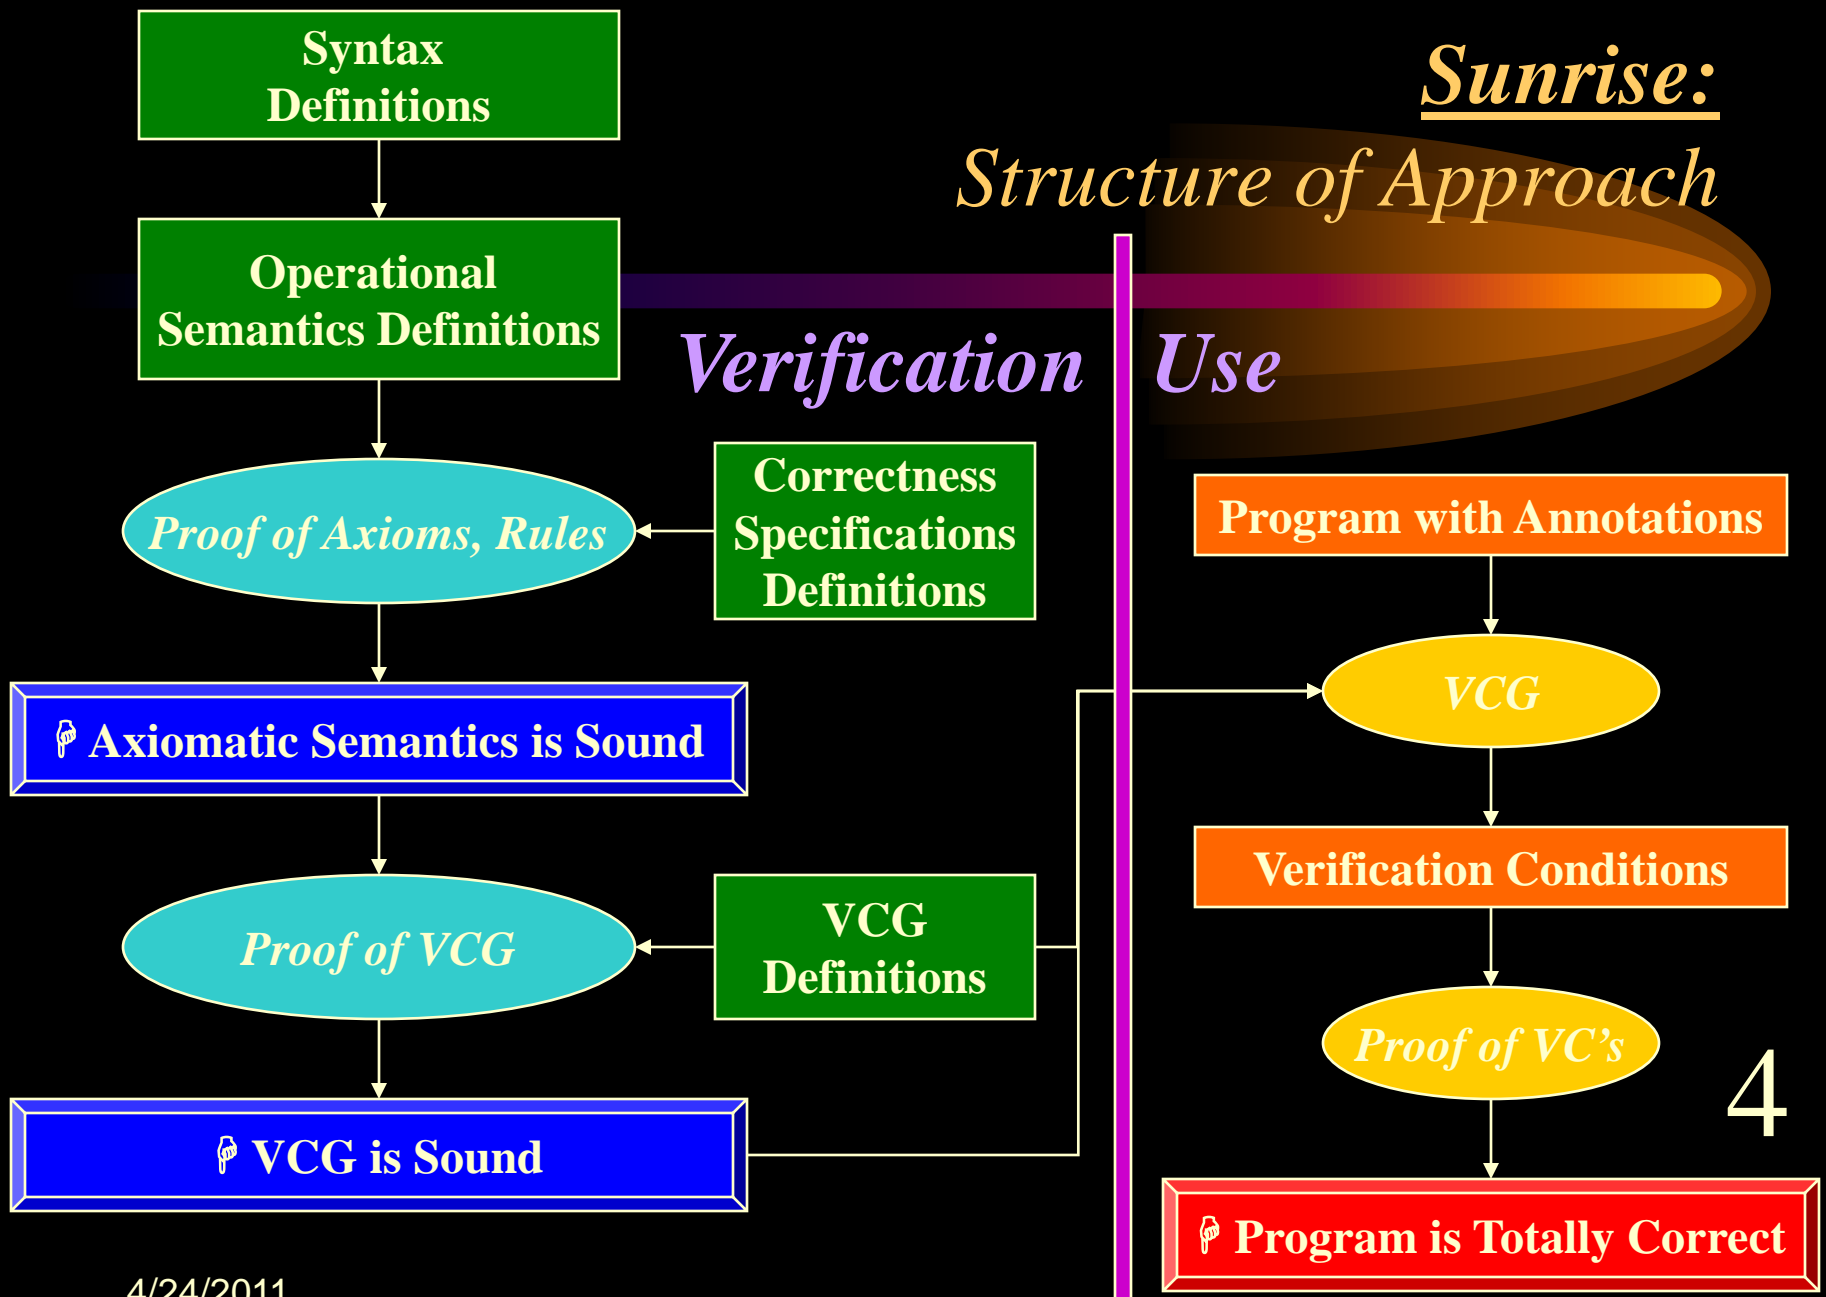 Sunrise:
Structure of Approach
Verification
Use
Syntax
Definitions
Operational
Semantics Definitions
Proof of Axioms, Rules
Correctness
Specifications
Definitions
Axiomatic Semantics is Sound
Proof of VCG
VCG
Definitions
VCG is Sound
Program with Annotations
VCG
Verification Conditions
Proof of VC’s
Program is Totally Correct
4
4/24/2011